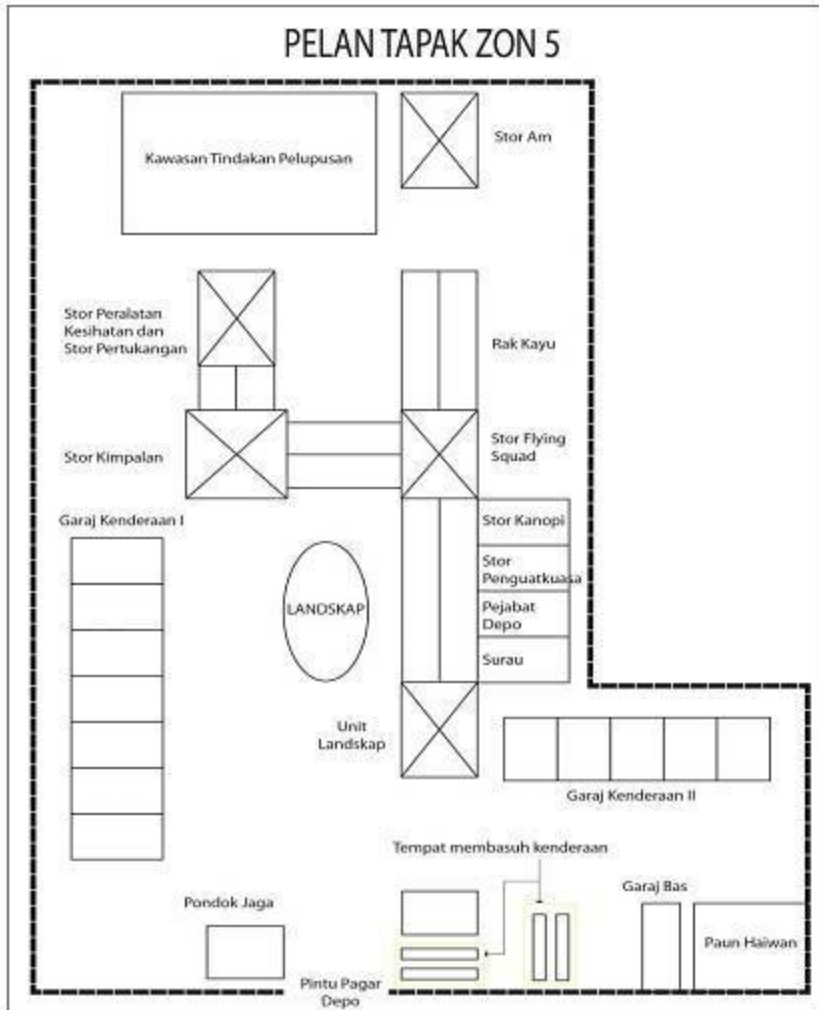 PELAN TAPAK ZON 5
Kawasan Tindakan Pelupusan
Stor Am
Stor Peralatan
Kesihatan dan
Stor Pertukangan
Rak Kayu
Stor Kimpalan
Stor Flying
Squad
Garaj Kenderaan I
Stor Kanopi
Stor
Penguatkuasa
LANDSKAP
Pejabat
Depo
Surau
Unit
Landskap
Garaj Kenderaan II
Tempat membasuh kenderaan
Garaj Bas
Pondok Jaga
Paun Haiwan
Pintu Pagar
Depo